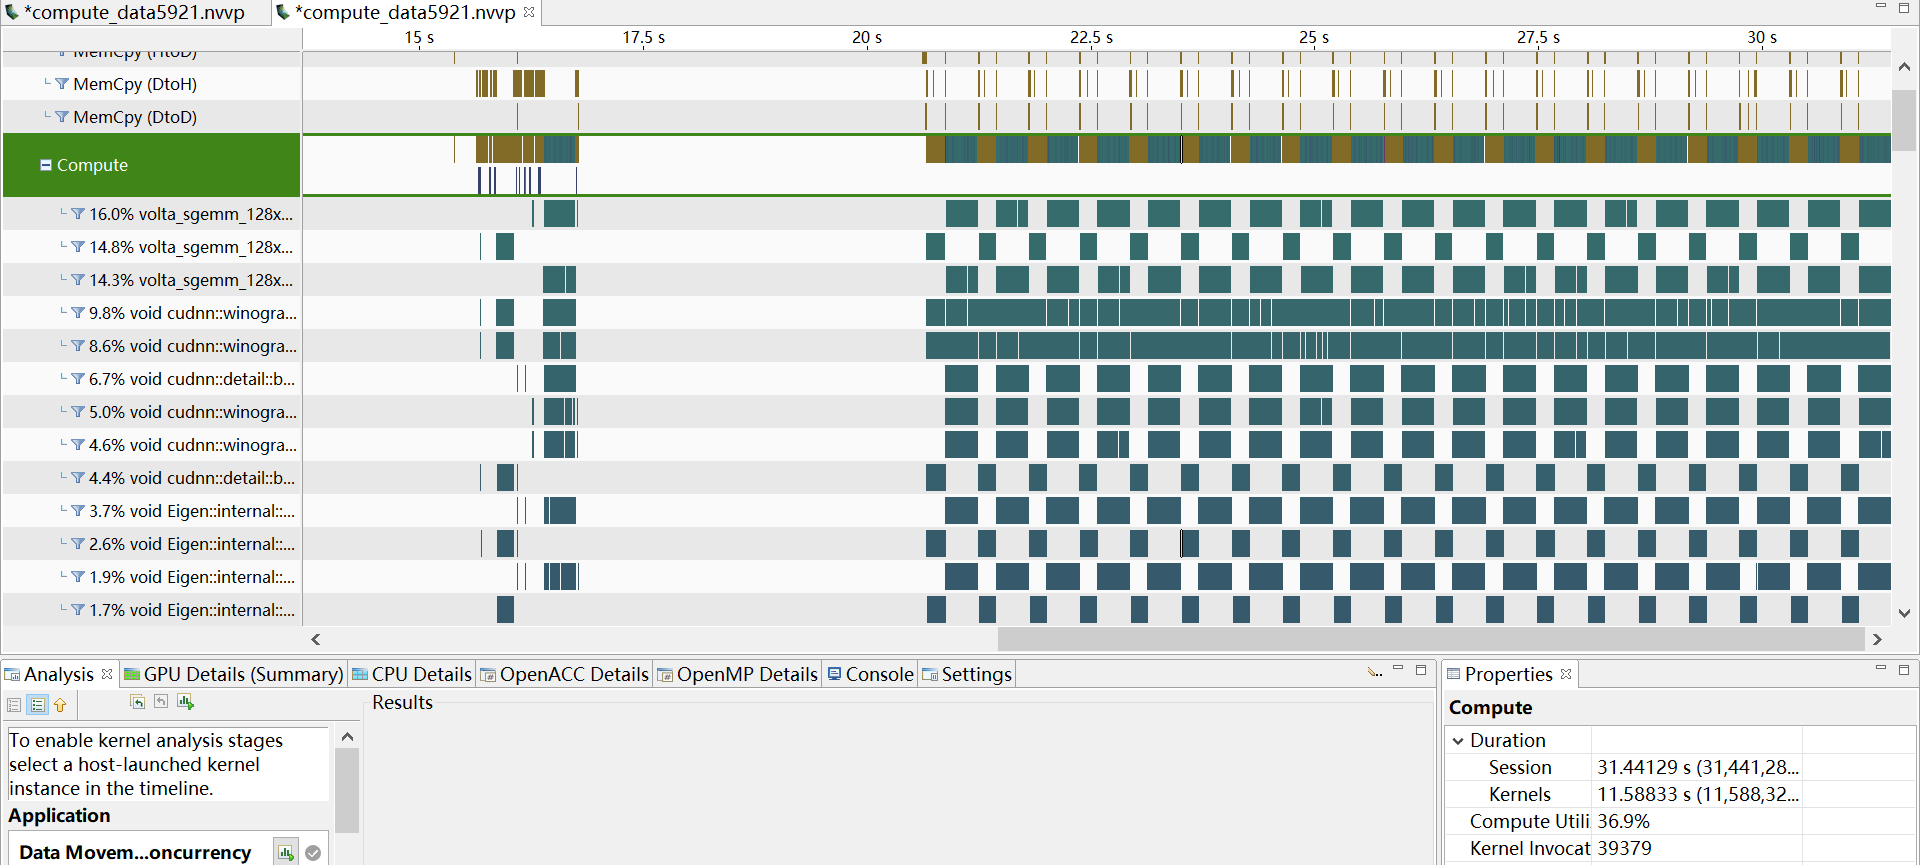 *compute_data5921.nvvp
*compute_data5921.nvvp
15 s
17.5 s
20 s
22.5 s
25 s
27.5 s
30 s
MemCpy (HtoD)
MemCpy (DtoH)
MemCpy (DtoD)
Compute
16.0% volta_sgemm_128x...
14.8% volta_sgemm_128x...
14.3% volta_sgemm_128x...
9.8% void cudnn::winogra...
8.6% void cudnn::winogra...
6.7% void cudnn::detail::b...
5.0% void cudnn::winogra...
4.6% void cudnn::winogra...
4.4% void cudnn::detail::b...
3.7% void Eigen::internal::...
2.6% void Eigen::internal::...
1.9% void Eigen::internal::...
1.7% void Eigen::internal::...
Analysis
GPU Details (Summary)
CPU Details
OpenACC Details
OpenMP Details
Console
Settings
Results
To enable kernel analysis stages
select a host-launched kernel
instance in the timeline.
Application
Data Movem...oncurrency
Properties
Compute
Duration
Session 31.44129 s (31,441,28...
Kernels 11.58833 s (11,588,32...
Compute Utili 36.9%
Kernel Invocat 39379